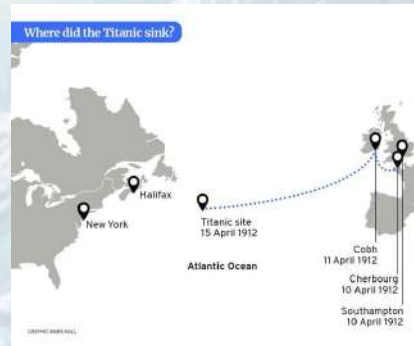 Where did the Titanic sink?
Halifax
New York
Titanic site
15 April 1912
Atlantic Ocean
Cobh
11 April 1912
Cherbourg
10 April 1912
Southampton
10 April 1912